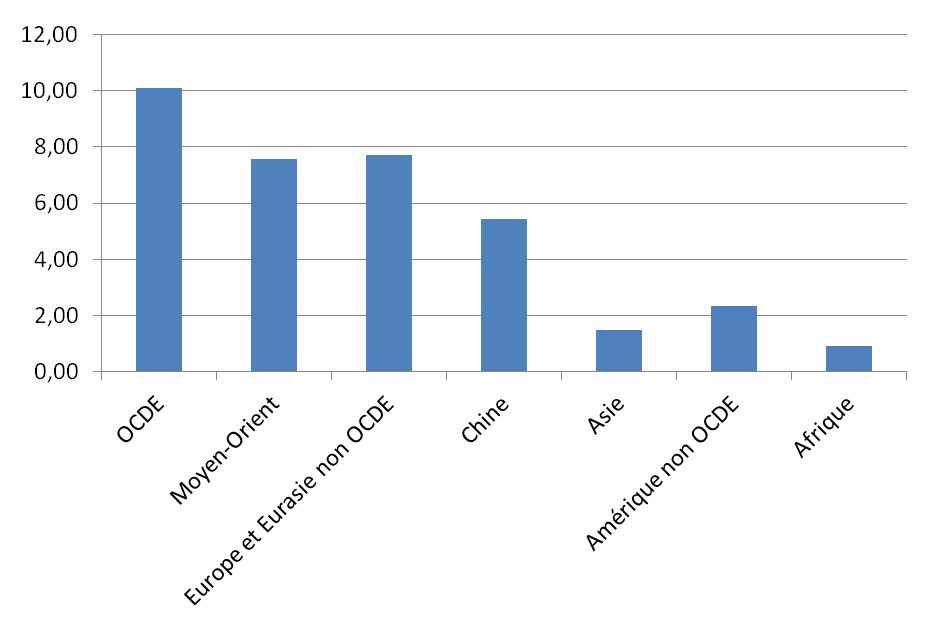 12,00
10,00
8,00
6,00
4,00
2,00
0,00
OCDE
Moyen-Orient
Europe et Eurasie non OCDE
Chine
Asie
Amérique non OCDE
Afrique